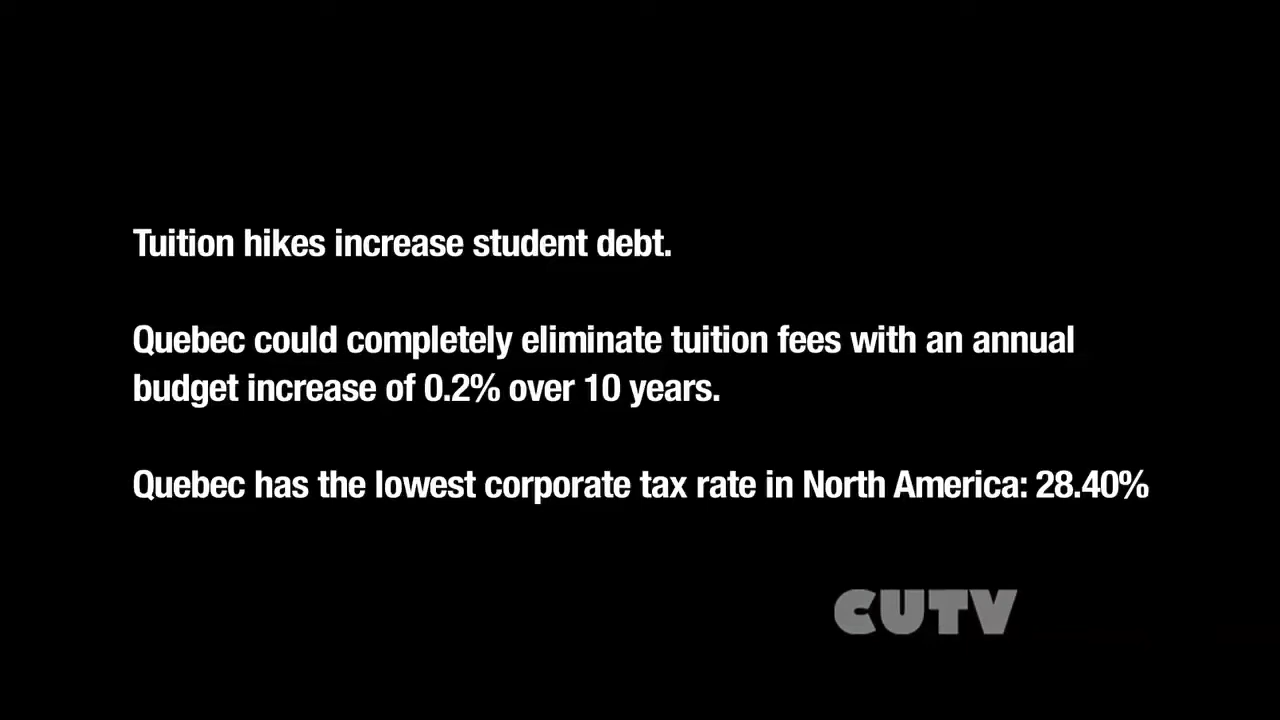 Tuition hikes increase student debt.
Quebec could completely eliminate tuition fees with an annual
budget increase of 0.2% over 10 years.
Quebec has the lowest corporate tax rate in North America: 28.40%
CUTV